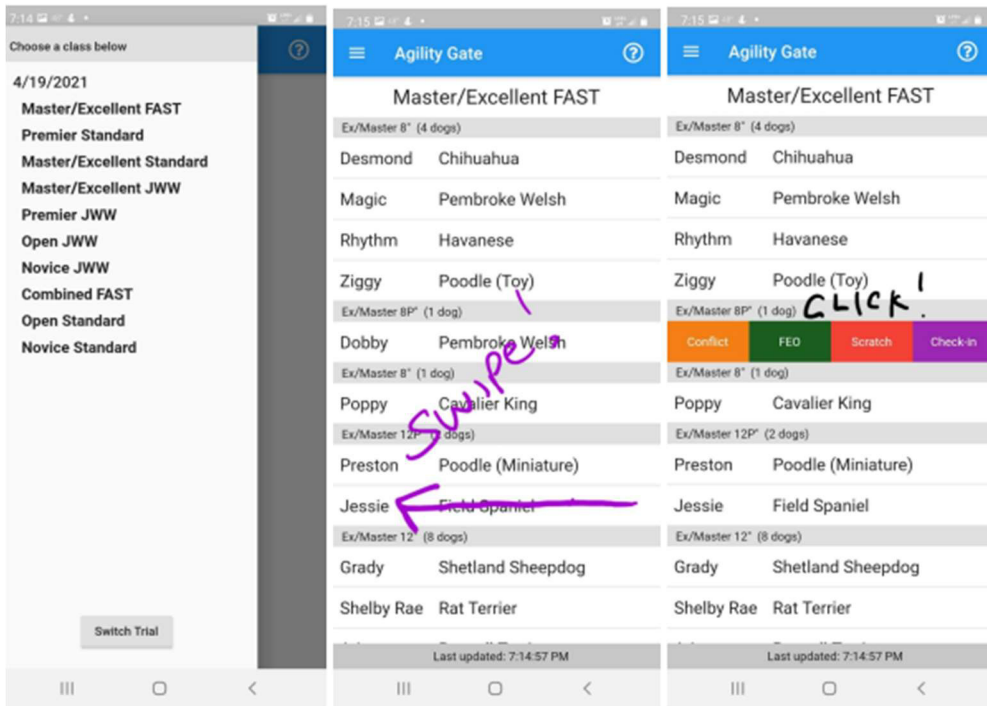 7:14
Choose a class below
4/19/2021
Master/Excellent FAST
Premier Standard
Master/Excellent Standard
Master/Excellent JWW
Premier JWW
Open JWW
Novice JWW
Combined FAST
Open Standard
Novice Standard
Switch Trial
7:15
Agility Gate
Master/Excellent FAST
Ex/Master 8" (4 dogs)
Desmond Chihuahua
Magic Pembroke Welsh
Rhythm Havanese
Ziggy Poodle (Toy)
Ex/Master 8P" (1 dog)
Dobby Pembroke Welsh
Ex/Master 8" (1 dog)
Poppy Cavalier King
SWIPE!
Ex/Master 12P" (2 dogs)
Preston Poodle (Miniature)
Jessie Field Spaniel
Ex/Master 12" (8 dogs)
Grady Shetland Sheepdog
Shelby Rae Rat Terrier
Last updated: 7:14:57 PM
7:15
Agility Gate
Master/Excellent FAST
Ex/Master 8" (4 dogs)
Desmond Chihuahua
Magic Pembroke Welsh
Rhythm Havanese
Ziggy Poodle (Toy)
Ex/Master 8P" (1 dog) CLICK!
Conflict FEO Scratch Check-in
Ex/Master 8" (1 dog)
Poppy Cavalier King
Ex/Master 12P" (2 dogs)
Preston Poodle (Miniature)
Jessie Field Spaniel
Ex/Master 12" (8 dogs)
Grady Shetland Sheepdog
Shelby Rae Rat Terrier
Last updated: 7:14:57 PM